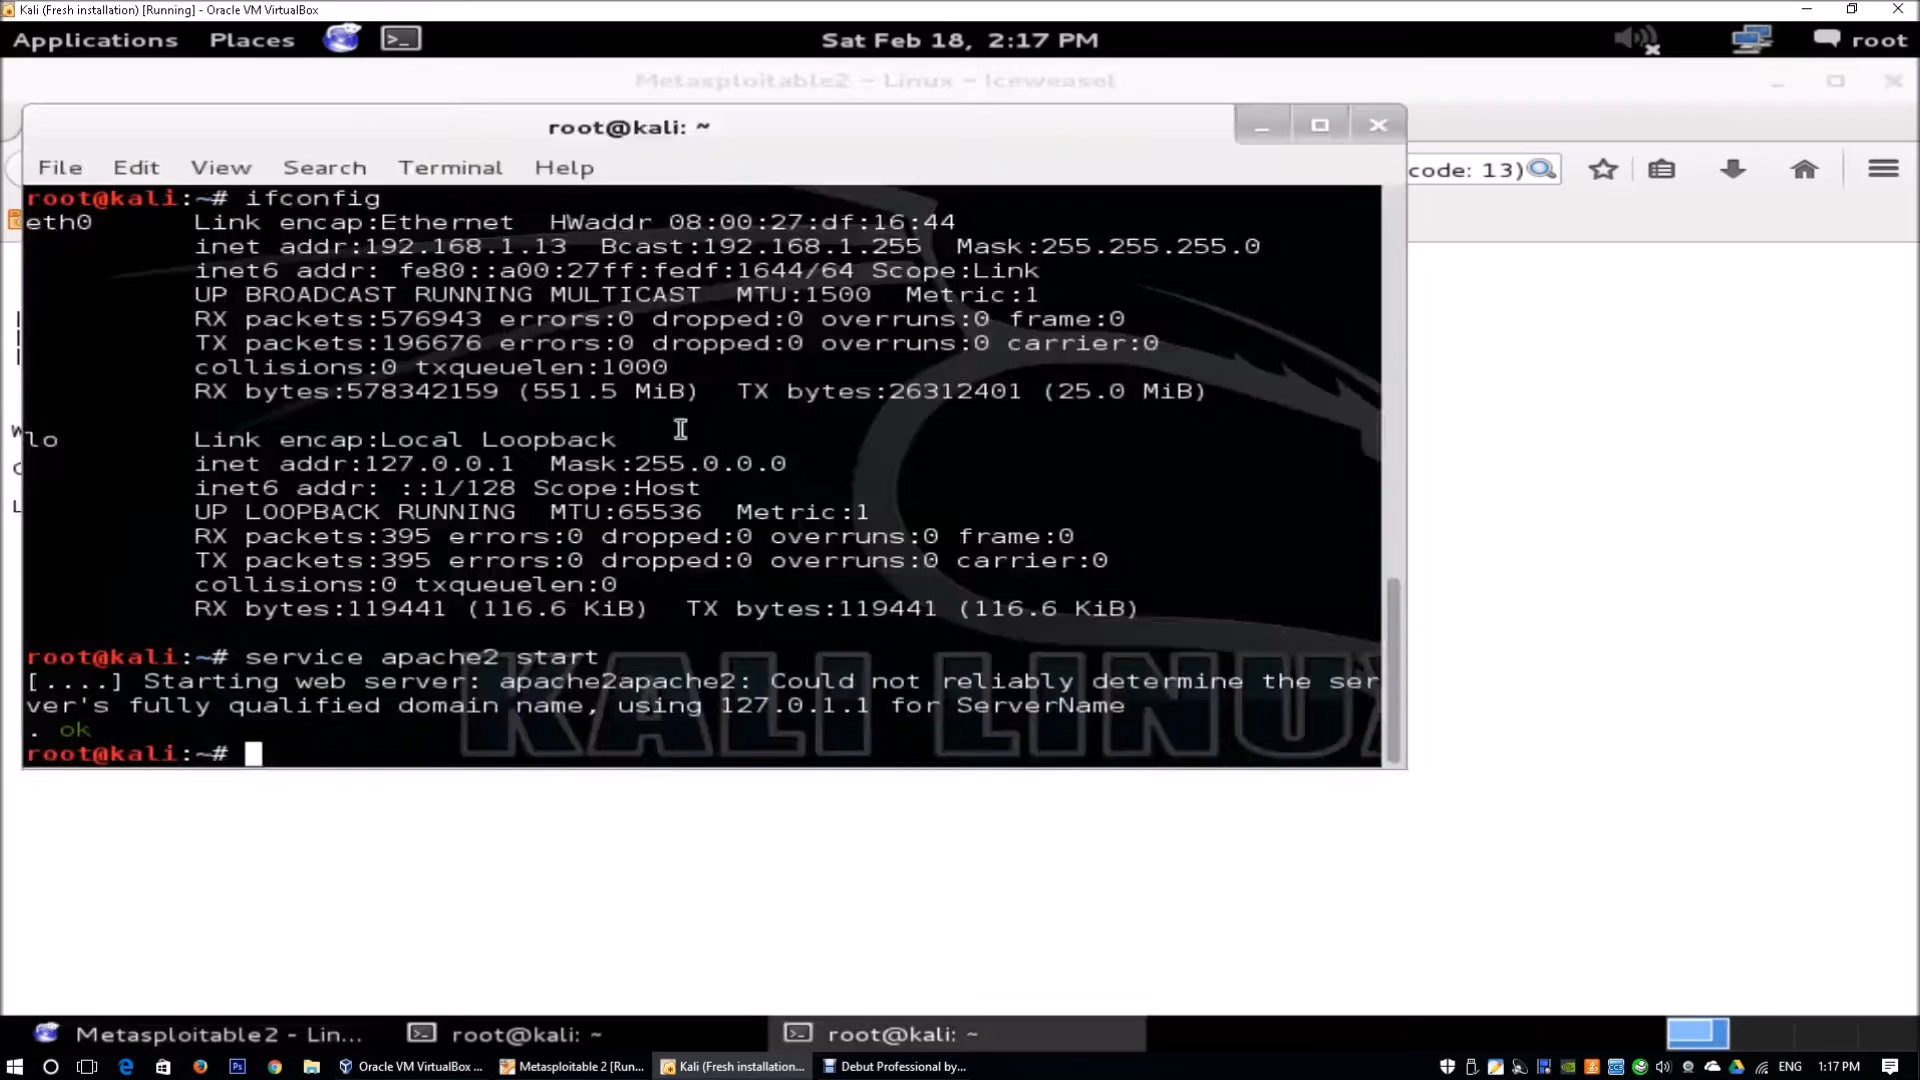 Kali (Fresh installation) [Running] - Oracle VM VirtualBox
Applications Places Sat Feb 18, 2:17 PM root
Metasploitable2 - Linux - Iceweasel
root@kali: ~
File Edit View Search Terminal Help
code: 13)
root@kali:~# ifconfig
eth0 Link encap:Ethernet HWaddr 08:00:27:df:16:44
inet addr:192.168.1.13 Bcast:192.168.1.255 Mask:255.255.255.0
inet6 addr: fe80::a00:27ff:fedf:1644/64 Scope:Link
UP BROADCAST RUNNING MULTICAST MTU:1500 Metric:1
RX packets:576943 errors:0 dropped:0 overruns:0 frame:0
TX packets:196676 errors:0 dropped:0 overruns:0 carrier:0
collisions:0 txqueuelen:1000
RX bytes:578342159 (551.5 MiB) TX bytes:26312401 (25.0 MiB)
lo Link encap:Local Loopback
inet addr:127.0.0.1 Mask:255.0.0.0
inet6 addr: ::1/128 Scope:Host
UP LOOPBACK RUNNING MTU:65536 Metric:1
RX packets:395 errors:0 dropped:0 overruns:0 frame:0
TX packets:395 errors:0 dropped:0 overruns:0 carrier:0
collisions:0 txqueuelen:0
RX bytes:119441 (116.6 KiB) TX bytes:119441 (116.6 KiB)
root@kali:~# service apache2 start
[....] Starting web server: apache2apache2: Could not reliably determine the ser
ver's fully qualified domain name, using 127.0.1.1 for ServerName
. ok
root@kali:~#
KALI LINUX
Metasploitable2 - Lin... root@kali: ~ root@kali: ~
Oracle VM VirtualBox ... Metasploitable 2 [Run... Kali (Fresh installation... Debut Professional by... ENG 1:17 PM